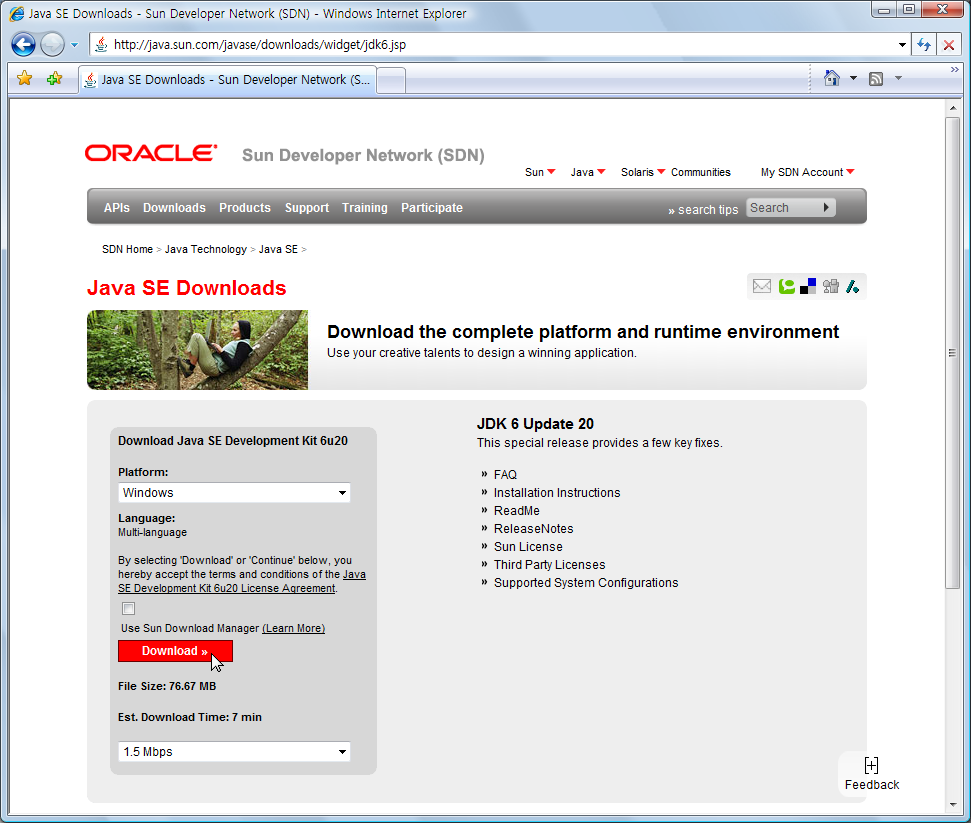 Java SE Downloads - Sun Developer Network (SDN) - Windows Internet Explorer
http://java.sun.com/javase/downloads/widget/jdk6.jsp
Java SE Downloads - Sun Developer Network (S...
ORACLE Sun Developer Network (SDN)
Sun Java Solaris Communities My SDN Account
APIs Downloads Products Support Training Participate » search tips Search
SDN Home > Java Technology > Java SE >
Java SE Downloads
Download the complete platform and runtime environment
Use your creative talents to design a winning application.
Download Java SE Development Kit 6u20
Platform:
Windows
Language:
Multi-language
By selecting 'Download' or 'Continue' below, you
hereby accept the terms and conditions of the Java
SE Development Kit 6u20 License Agreement.
Use Sun Download Manager (Learn More)
Download »
File Size: 76.67 MB
Est. Download Time: 7 min
1.5 Mbps
JDK 6 Update 20
This special release provides a few key fixes.
» FAQ
» Installation Instructions
» ReadMe
» ReleaseNotes
» Sun License
» Third Party Licenses
» Supported System Configurations
[+]
Feedback